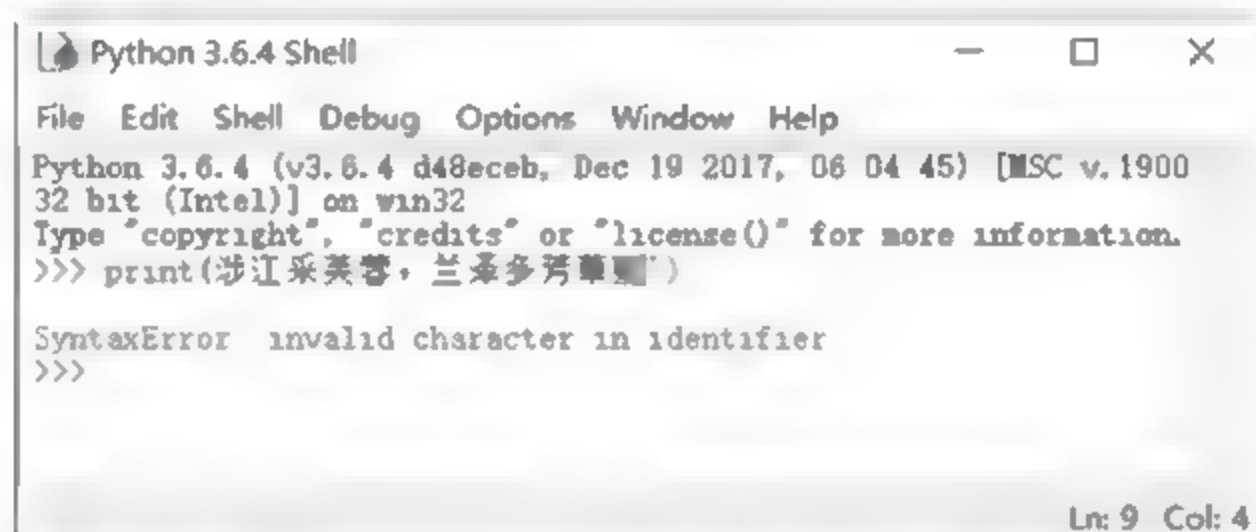 Python 3.6.4 Shell
File Edit Shell Debug Options Window Help
Python 3.6.4 (v3.6.4 d48eceb, Dec 19 2017, 06 04 45) [MSC v.1900
32 bit (Intel)] on win32
Type "copyright", "credits" or "license()" for more information.
>>> print(涉江采芙蓉，兰泽多芳草")
SyntaxError invalid character in identifier
>>>
Ln: 9 Col: 4